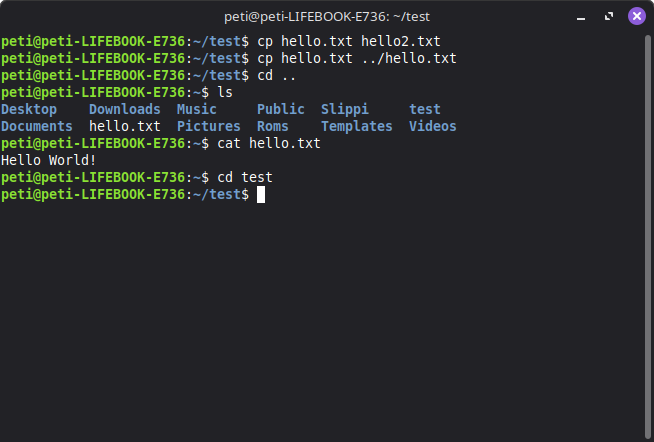 peti@peti-LIFEBOOK-E736: ~/test
peti@peti-LIFEBOOK-E736:~/test$ cp hello.txt hello2.txt
peti@peti-LIFEBOOK-E736:~/test$ cp hello.txt ../hello.txt
peti@peti-LIFEBOOK-E736:~/test$ cd ..
peti@peti-LIFEBOOK-E736:~$ ls
Desktop    Downloads  Music     Public  Slippi     test
Documents  hello.txt  Pictures  Roms    Templates  Videos
peti@peti-LIFEBOOK-E736:~$ cat hello.txt
Hello World!
peti@peti-LIFEBOOK-E736:~$ cd test
peti@peti-LIFEBOOK-E736:~/test$